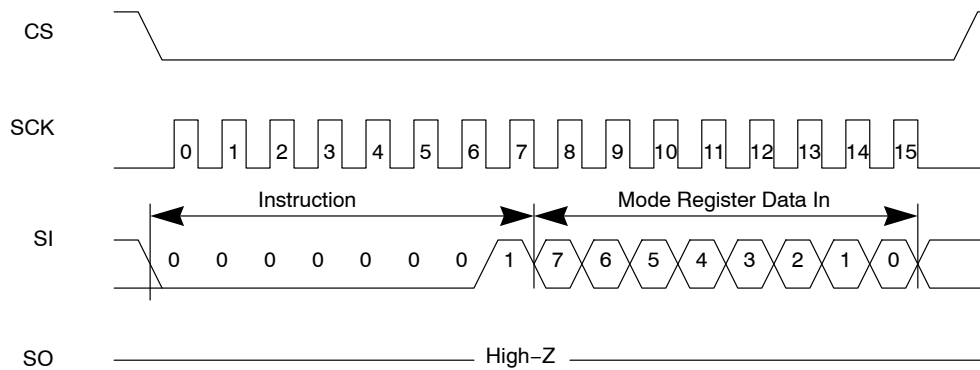 CS
SCK
0 1 2 3 4 5 6 7 8 9 10 11 12 13 14 15
Instruction Mode Register Data In
SI
0 0 0 0 0 0 0 1 7 6 5 4 3 2 1 0
SO
High−Z